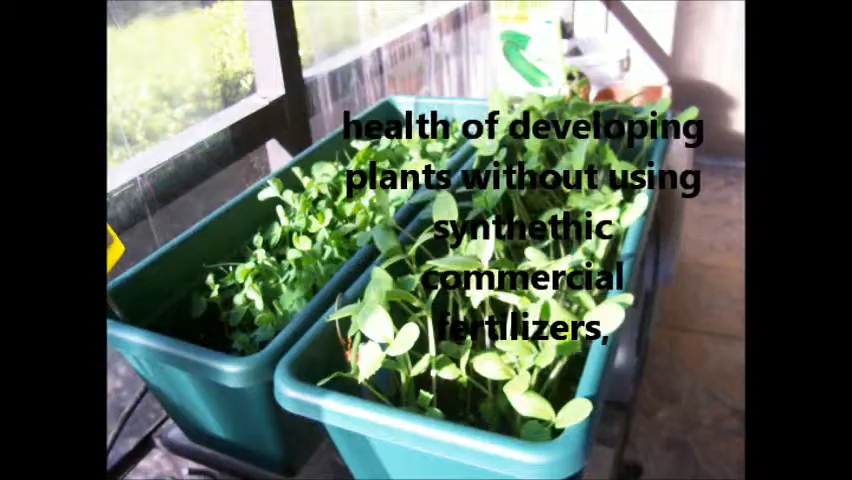 health of developing
plants without using
synthethic
commercial
fertilizers,